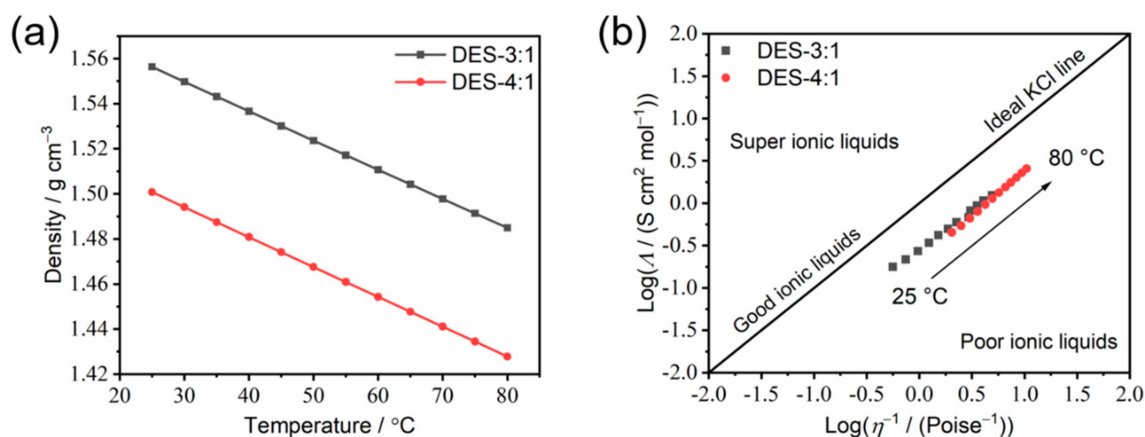 (a)
DES-3:1
DES-4:1
Density / g cm⁻³
1.56
1.54
1.52
1.50
1.48
1.46
1.44
1.42
20 30 40 50 60 70 80
Temperature / °C
(b)
DES-3:1
DES-4:1
Ideal KCl line
Super ionic liquids
80 °C
Good ionic liquids
25 °C
Poor ionic liquids
Log(Λ / (S cm² mol⁻¹))
2.0
1.5
1.0
0.5
0.0
-0.5
-1.0
-1.5
-2.0
-2.0 -1.5 -1.0 -0.5 0.0 0.5 1.0 1.5 2.0
Log(η⁻¹ / (Poise⁻¹))